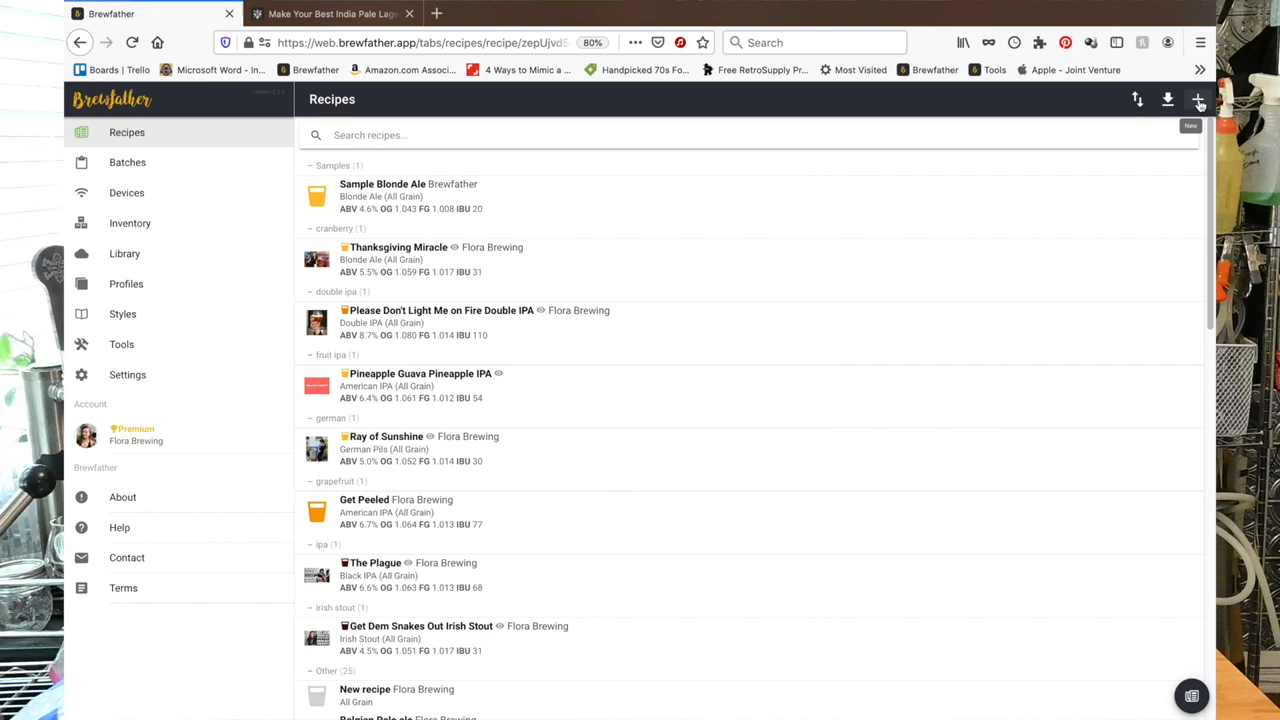 Brewfather
Make Your Best India Pale Lage
https://web.brewfather.app/tabs/recipes/recipe/zepUjvd5
80%
Search
Boards | Trello
Microsoft Word - In...
Brewfather
Amazon.com Associ...
4 Ways to Mimic a ...
Handpicked 70s Fo...
Free RetroSupply Pr...
Most Visited
Brewfather
Tools
Apple - Joint Venture
Brewfather
Recipes
New
Recipes
Batches
Devices
Inventory
Library
Profiles
Styles
Tools
Settings
Account
Premium
Flora Brewing
Brewfather
About
Help
Contact
Terms
Search recipes...
– Samples (1)
Sample Blonde Ale Brewfather
Blonde Ale (All Grain)
ABV 4.6% OG 1.043 FG 1.008 IBU 20
– cranberry (1)
Thanksgiving Miracle Flora Brewing
Blonde Ale (All Grain)
ABV 5.5% OG 1.059 FG 1.017 IBU 31
– double ipa (1)
Please Don't Light Me on Fire Double IPA Flora Brewing
Double IPA (All Grain)
ABV 8.7% OG 1.080 FG 1.014 IBU 110
– fruit ipa (1)
Pineapple Guava Pineapple IPA
American IPA (All Grain)
ABV 6.4% OG 1.061 FG 1.012 IBU 54
– german (1)
Ray of Sunshine Flora Brewing
German Pils (All Grain)
ABV 5.0% OG 1.052 FG 1.014 IBU 30
– grapefruit (1)
Get Peeled Flora Brewing
American IPA (All Grain)
ABV 6.7% OG 1.064 FG 1.013 IBU 77
– ipa (1)
The Plague Flora Brewing
Black IPA (All Grain)
ABV 6.6% OG 1.063 FG 1.013 IBU 68
– irish stout (1)
Get Dem Snakes Out Irish Stout Flora Brewing
Irish Stout (All Grain)
ABV 4.5% OG 1.051 FG 1.017 IBU 31
– Other (25)
New recipe Flora Brewing
All Grain
Belgian Pale ale Flora Brewing